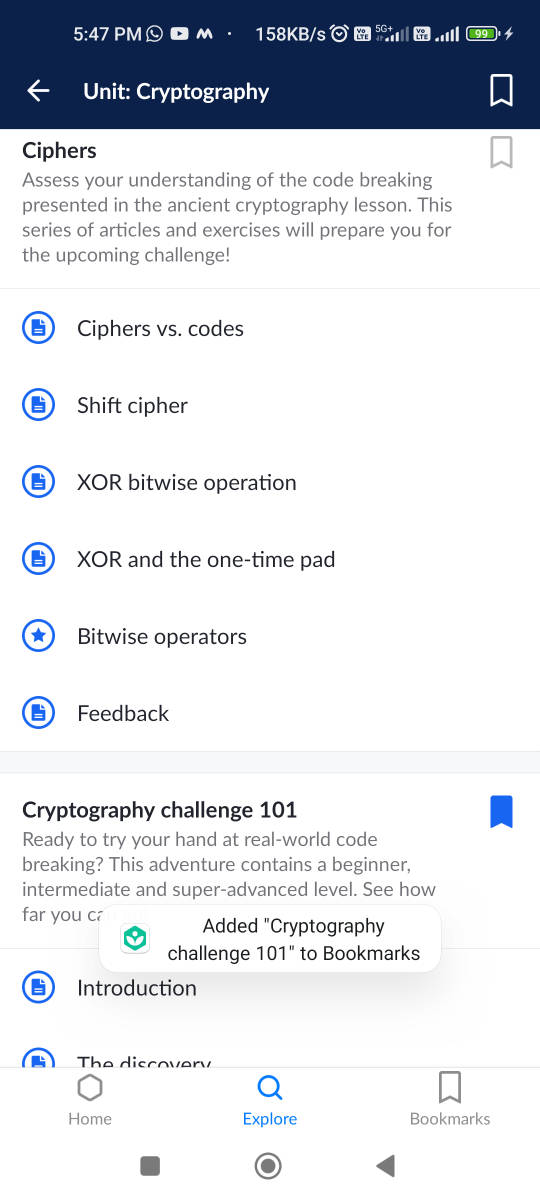 5:47 PM
158KB/s
5G+
Vo
LTE
Vo
LTE
99
Unit: Cryptography
Ciphers
Assess your understanding of the code breaking
presented in the ancient cryptography lesson. This
series of articles and exercises will prepare you for
the upcoming challenge!
Ciphers vs. codes
Shift cipher
XOR bitwise operation
XOR and the one-time pad
Bitwise operators
Feedback
Cryptography challenge 101
Ready to try your hand at real-world code
breaking? This adventure contains a beginner,
intermediate and super-advanced level. See how
far you
Added "Cryptography
challenge 101" to Bookmarks
Introduction
The discovery
Home
Explore
Bookmarks